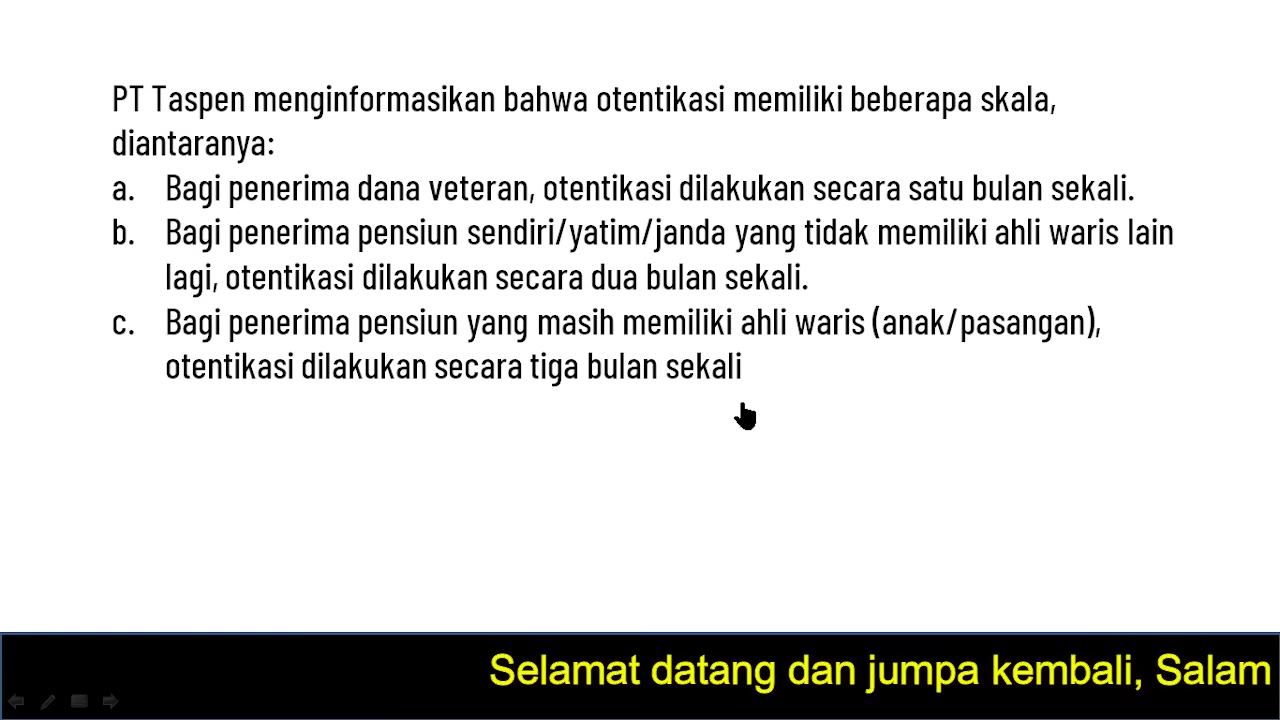 PT Taspen menginformasikan bahwa otentikasi memiliki beberapa skala,
diantaranya:
a. Bagi penerima dana veteran, otentikasi dilakukan secara satu bulan sekali.
b. Bagi penerima pensiun sendiri/yatim/janda yang tidak memiliki ahli waris lain
lagi, otentikasi dilakukan secara dua bulan sekali.
c. Bagi penerima pensiun yang masih memiliki ahli waris (anak/pasangan),
otentikasi dilakukan secara tiga bulan sekali
Selamat datang dan jumpa kembali, Salam